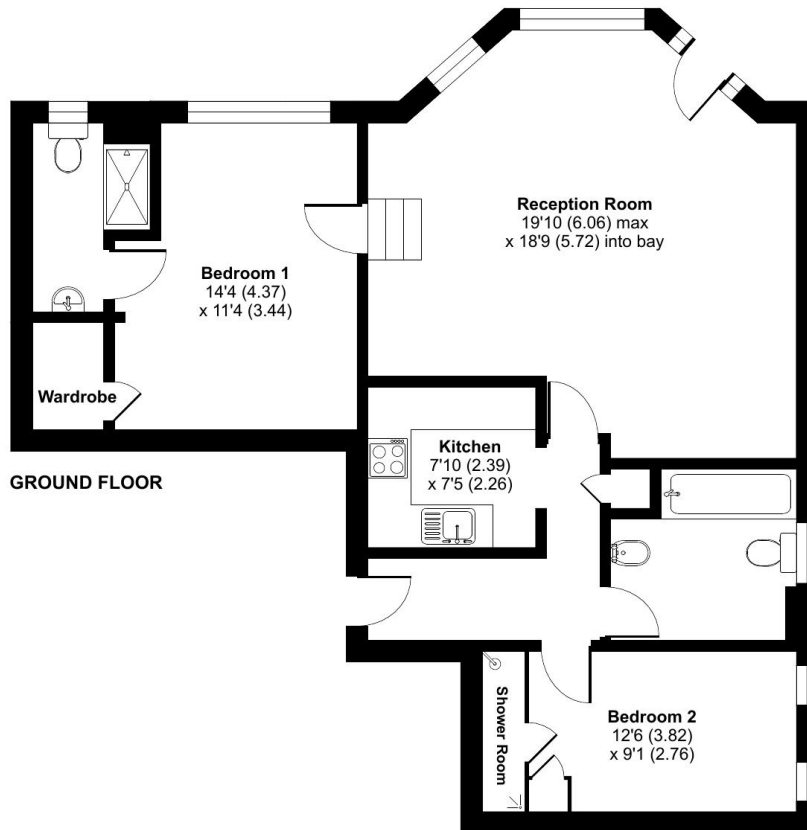 Reception Room
19'10 (6.06) max
x 18'9 (5.72) into bay
Bedroom 1
14'4 (4.37)
x 11'4 (3.44)
Wardrobe
Kitchen
7'10 (2.39)
x 7'5 (2.26)
GROUND FLOOR
Shower Room
Bedroom 2
12'6 (3.82)
x 9'1 (2.76)